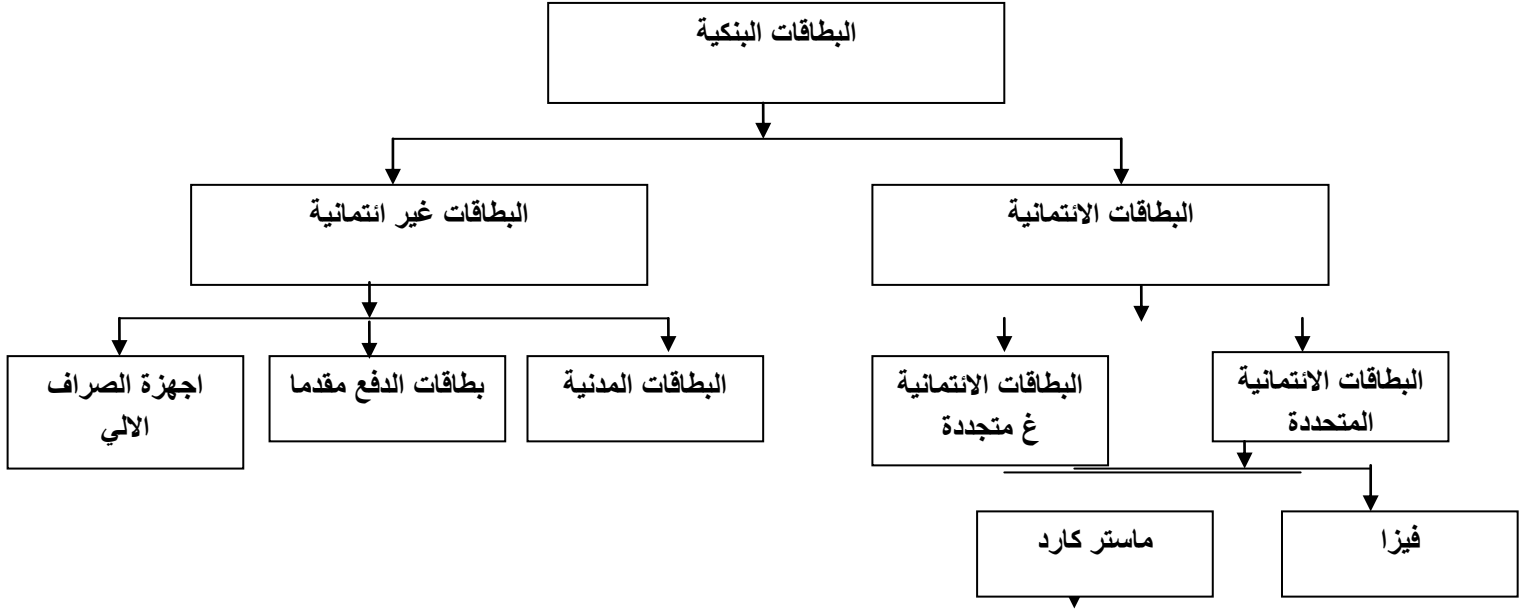 البطاقات البنكية
البطاقات الائتمانية
البطاقات غير ائتمانية
البطاقات الائتمانية
المتحددة
البطاقات الائتمانية
غ متجددة
البطاقات المدنية
بطاقات الدفع مقدما
اجهزة الصراف
الالي
فيزا
ماستر كارد